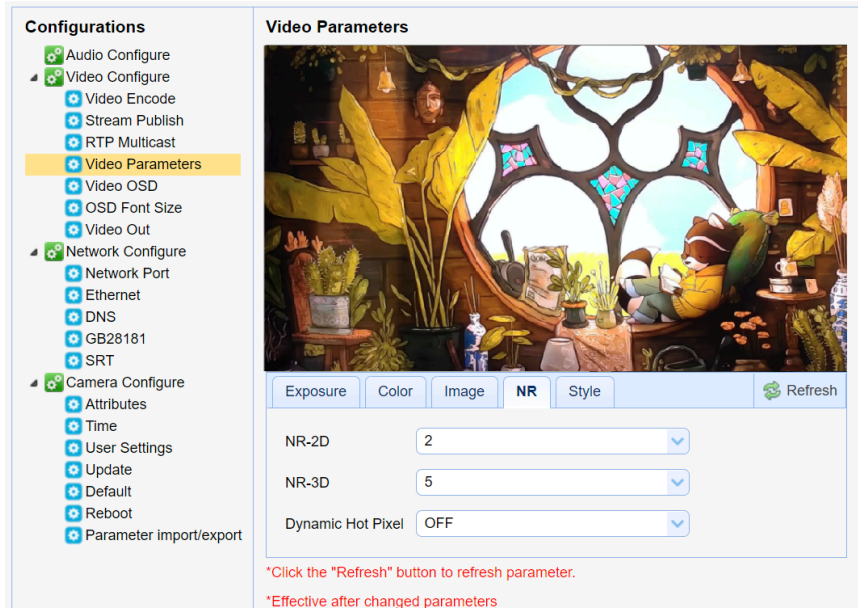 Configurations
Audio Configure
Video Configure
Video Encode
Stream Publish
RTP Multicast
Video Parameters
Video OSD
OSD Font Size
Video Out
Network Configure
Network Port
Ethernet
DNS
GB28181
SRT
Camera Configure
Attributes
Time
User Settings
Update
Default
Reboot
Parameter import/export
Video Parameters
Exposure Color Image NR Style Refresh
NR-2D 2
NR-3D 5
Dynamic Hot Pixel OFF
*Click the "Refresh" button to refresh parameter.
*Effective after changed parameters